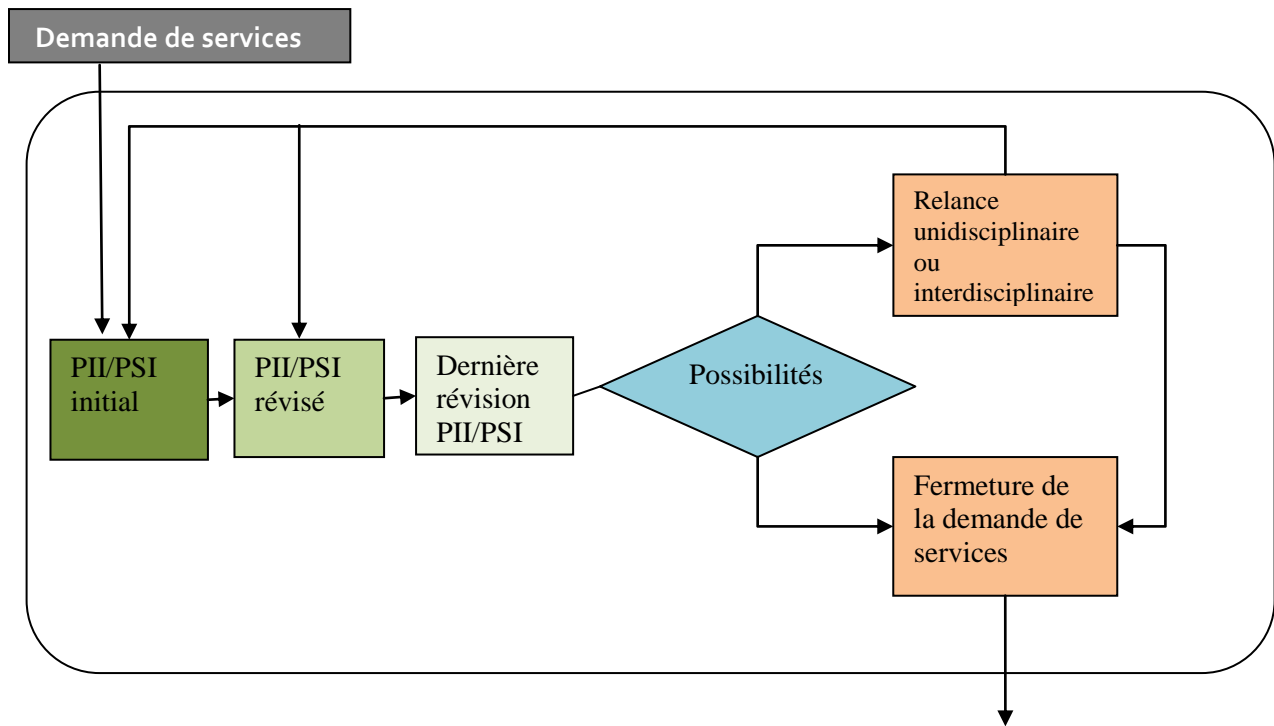 Demande de services
Relance
unidisciplinaire
ou
interdisciplinaire
PII/PSI
initial
PII/PSI
révisé
Dernière
révision
PII/PSI
Possibilités
Fermeture de
la demande de
services